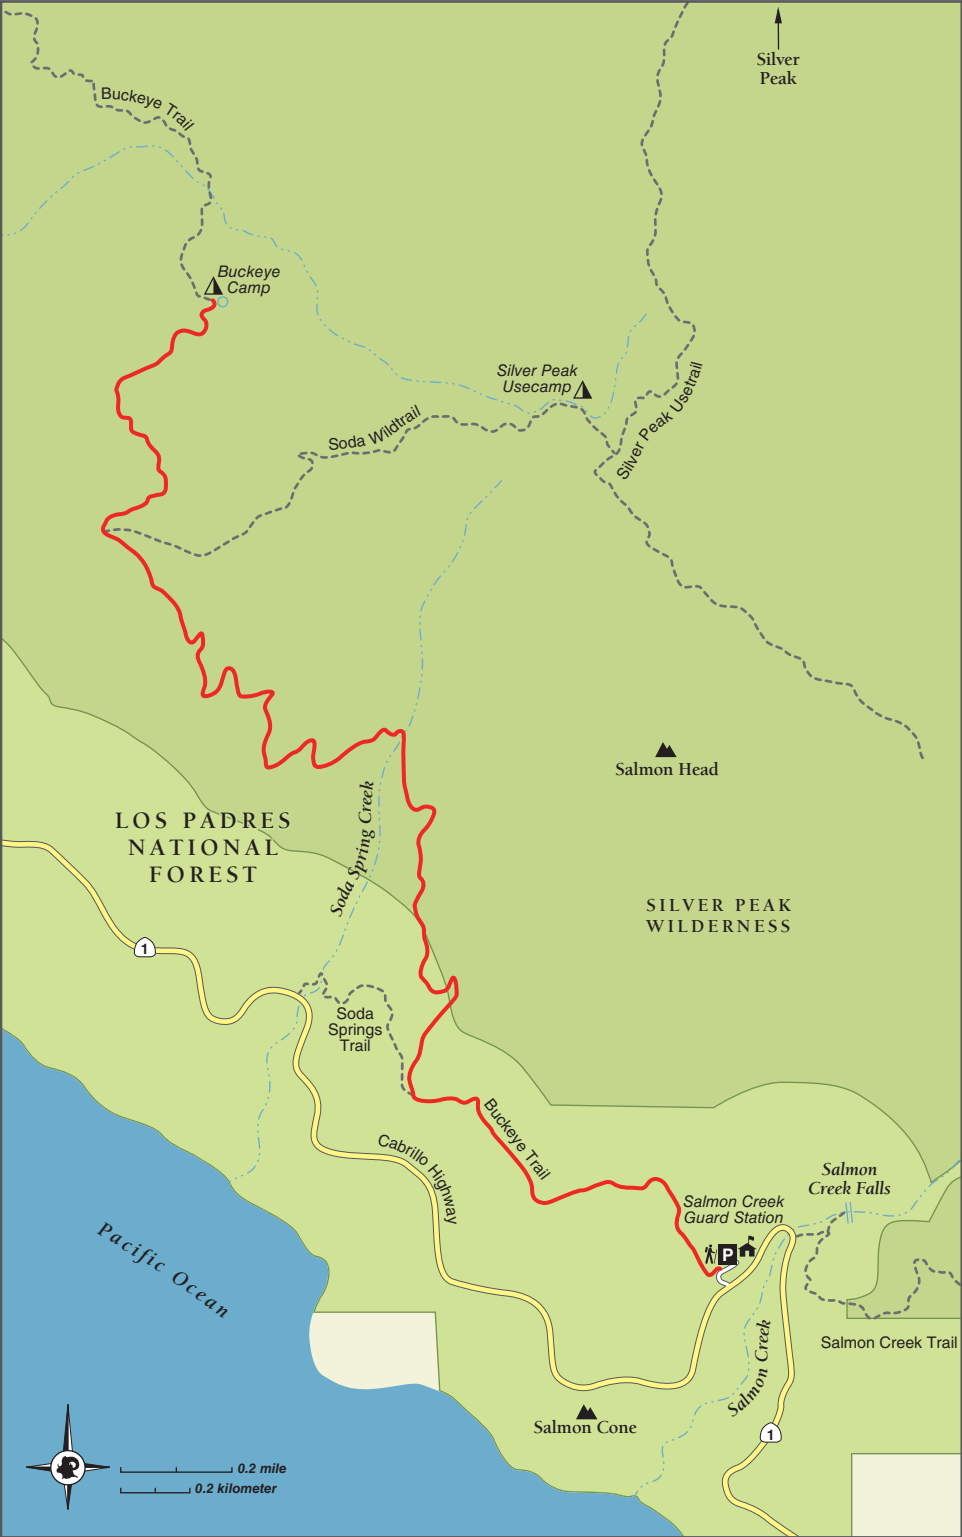 Silver
Peak
Buckeye Trail
Buckeye
Camp
Silver Peak
Usecamp
Soda Wildtrail
Silver Peak Usetrail
Salmon Head
LOS PADRES
NATIONAL
FOREST
Soda Spring Creek
SILVER PEAK
WILDERNESS
1
Soda
Springs
Trail
Buckeye Trail
Cabrillo Highway
Salmon
Creek Falls
Salmon Creek
Guard Station
P
Pacific Ocean
Salmon Creek
Salmon Creek Trail
Salmon Cone
1
0.2 mile
0.2 kilometer